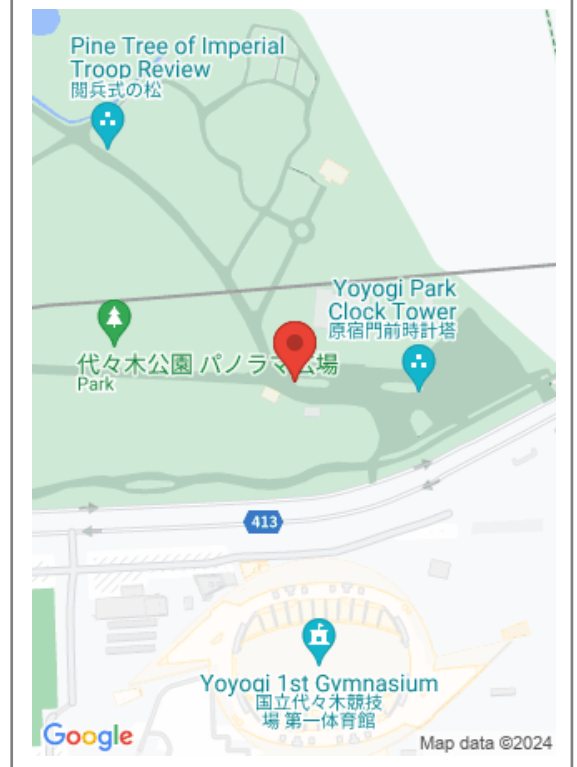 Pine Tree of Imperial
Troop Review
閲兵式の松
Yoyogi Park
Clock Tower
原宿門前時計塔
代々木公園 パノラマ広場
Park
413
Yoyogi 1st Gymnasium
国立代々木競技
場 第一体育館
Google
Map data ©2024